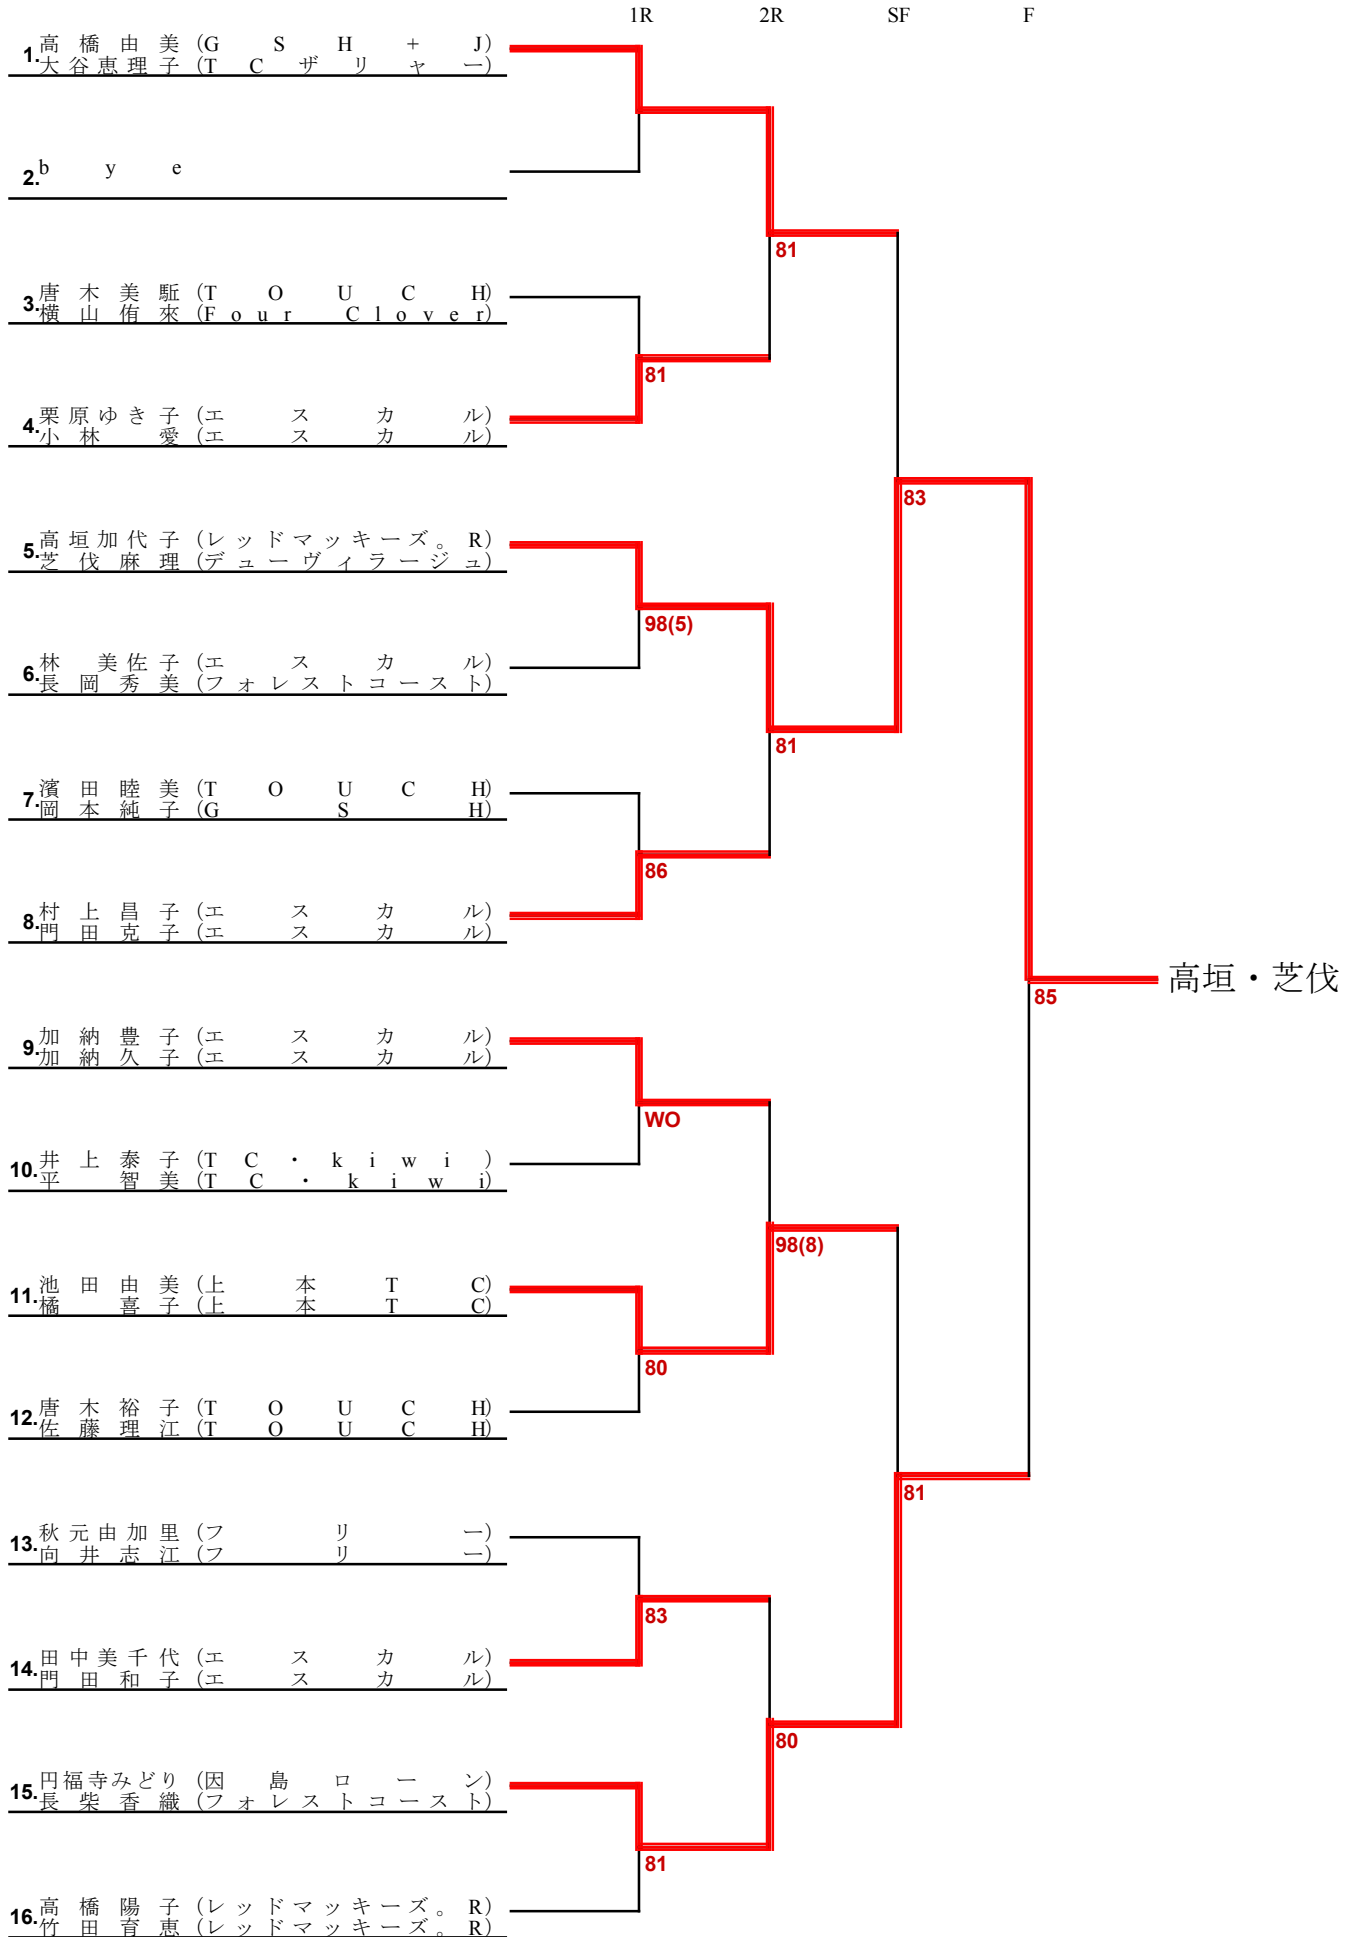 1R 2R SF F
1. 高橋由美 (GSH+J)
大谷恵理子 (TCザリャー)
2. bye
81
3. 唐木美駈 (TOUCH)
横山侑來 (Four Clover)
81
4. 栗原ゆき子 (エスカル)
小林 愛 (エスカル)
83
5. 高垣加代子 (レッドマッキーズ。R)
芝伐麻理 (デューヴィラージュ)
98(5)
6. 林 美佐子 (エスカル)
長岡秀美 (フォレストコースト)
81
7. 濱田睦美 (TOUCH)
岡本純子 (GSH)
86
8. 村上昌子 (エスカル)
門田克子 (エスカル)
高垣・芝伐
85
9. 加納豊子 (エスカル)
加納久子 (エスカル)
WO
10. 井上泰子 (TC・kiwi)
平 智美 (TC・kiwi)
98(8)
11. 池田由美 (上本TC)
橘 喜子 (上本TC)
80
12. 唐木裕子 (TOUCH)
佐藤理江 (TOUCH)
81
13. 秋元由加里 (フリー)
向井志江 (フリー)
83
14. 田中美千代 (エスカル)
門田和子 (エスカル)
80
15. 円福寺みどり (因島ローン)
長柴香織 (フォレストコースト)
81
16. 高橋陽子 (レッドマッキーズ。R)
竹田育恵 (レッドマッキーズ。R)